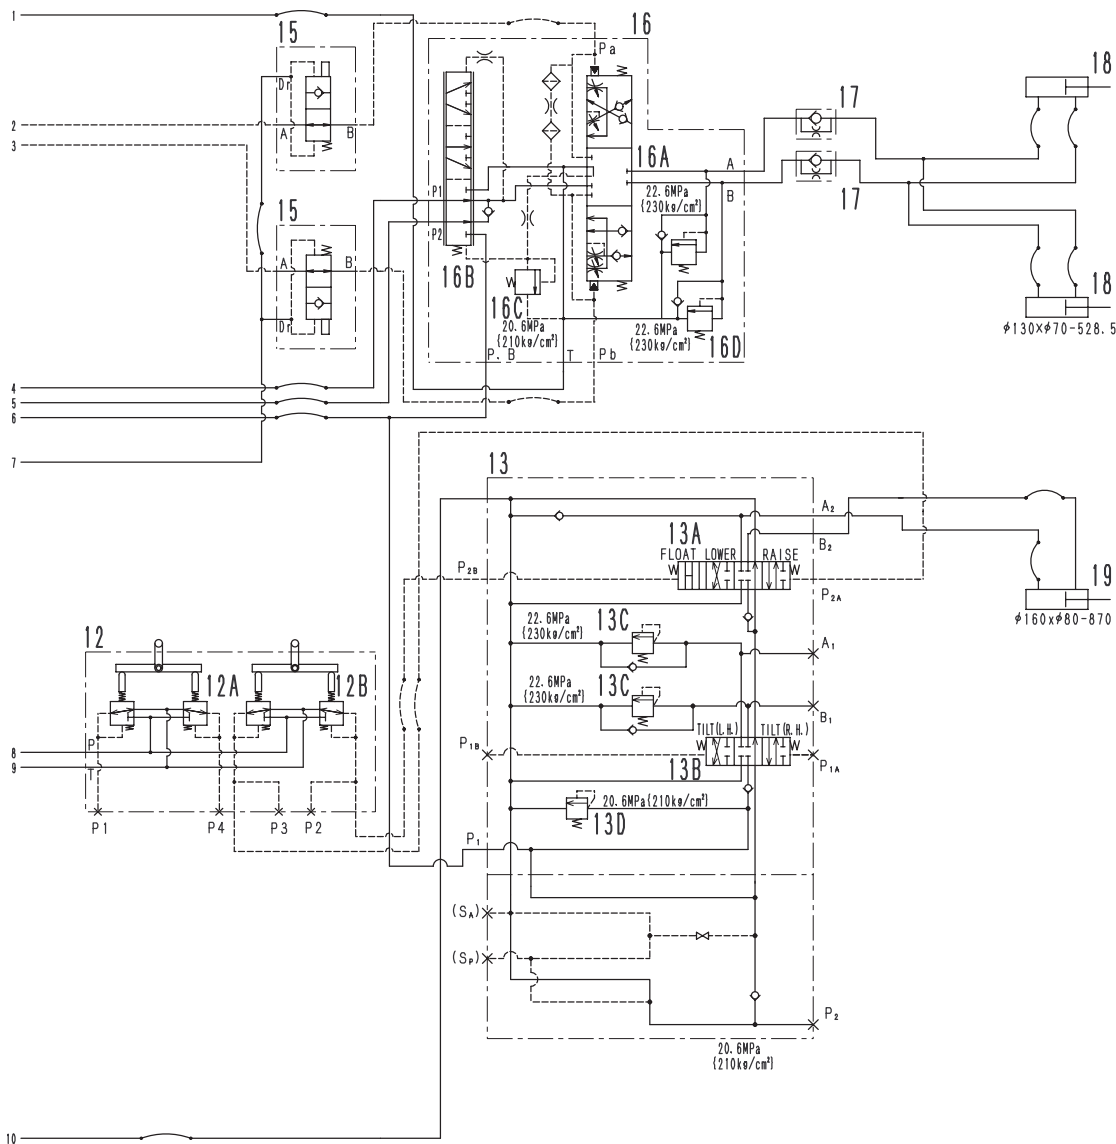 1
15
16
Pa
18
Dr
17
2
A
B
3
16A
A
P1
22.6MPa
{230kg/cm²}
B
15
17
P2
A
B
16B
16C
18
Dr
20.6MPa
{210kg/cm²}
22.6MPa
{230kg/cm²}
16D
φ130xφ70-528.5
P.B
T
Pb
4
5
6
7
13
A₂
13A
B₂
FLOAT LOWER
RAISE
P₂B
P₂A
19
φ160xφ80-870
22.6MPa
{230kg/cm²}
13C
12
A₁
12A
12B
22.6MPa
{230kg/cm²}
13C
B₁
TILT(L.H.)
TILT(R.H.)
8
P
P₁B
P₁A
9
T
13B
20.6MPa{210kg/cm²}
13D
P1
P4
P3
P2
P₁
(SA)
(SP)
P₂
20.6MPa
{210kg/cm²}
10